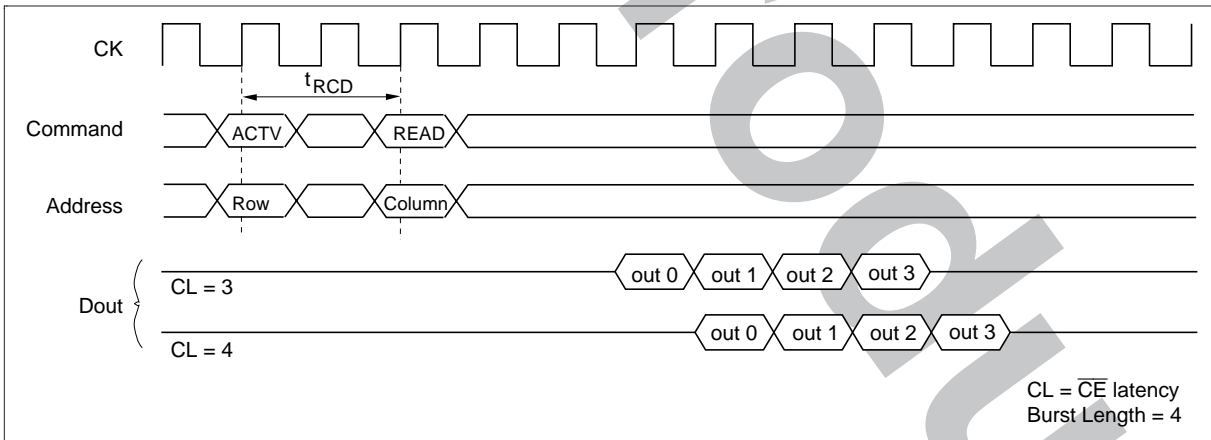 CK
tRCD
Command ACTV READ
Address Row Column
Dout
CL = 3 out 0 out 1 out 2 out 3
CL = 4 out 0 out 1 out 2 out 3
CL = C̅E̅ latency
Burst Length = 4